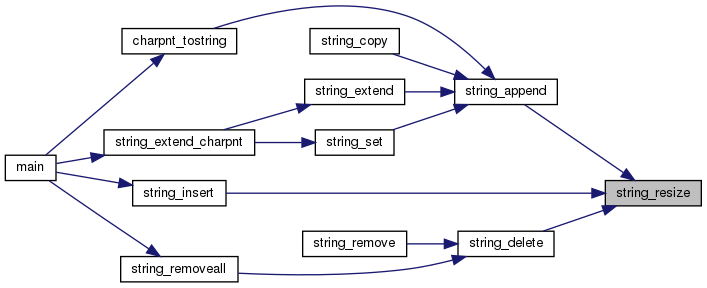 charpnt_tostring
string_copy
string_extend
string_append
string_extend_charpnt
string_set
main
string_insert
string_resize
string_remove
string_delete
string_removeall